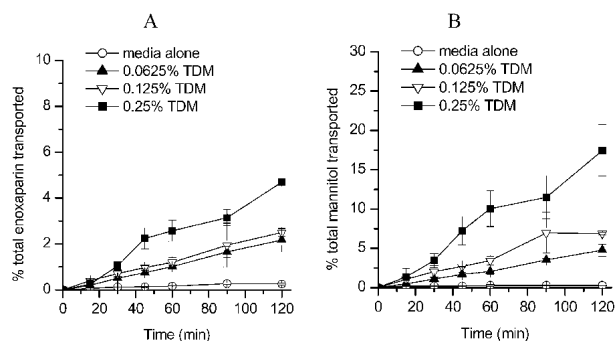 A
% total enoxaparin transported
10
8
6
4
2
0
media alone
0.0625% TDM
0.125% TDM
0.25% TDM
0 20 40 60 80 100 120
Time (min)
B
% total mannitol transported
30
25
20
15
10
5
0
media alone
0.0625% TDM
0.125% TDM
0.25% TDM
0 20 40 60 80 100 120
Time (min)